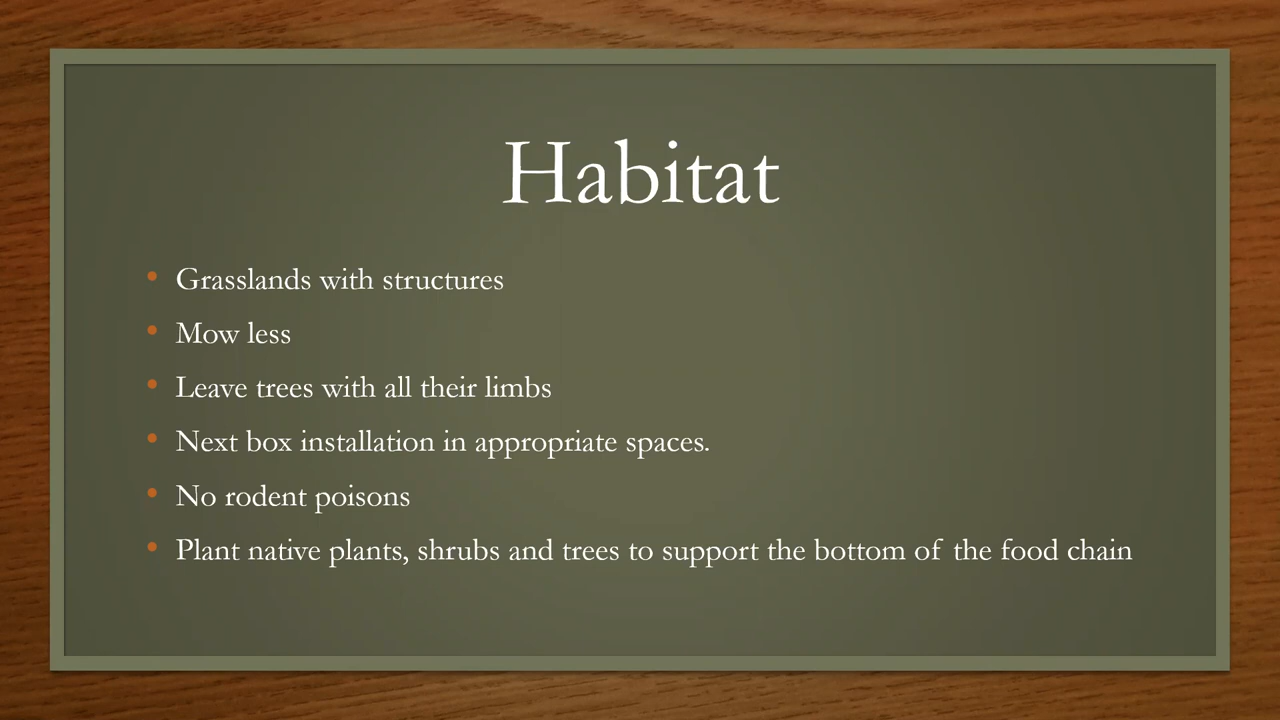 Habitat
Grasslands with structures
Mow less
Leave trees with all their limbs
Next box installation in appropriate spaces.
No rodent poisons
Plant native plants, shrubs and trees to support the bottom of the food chain